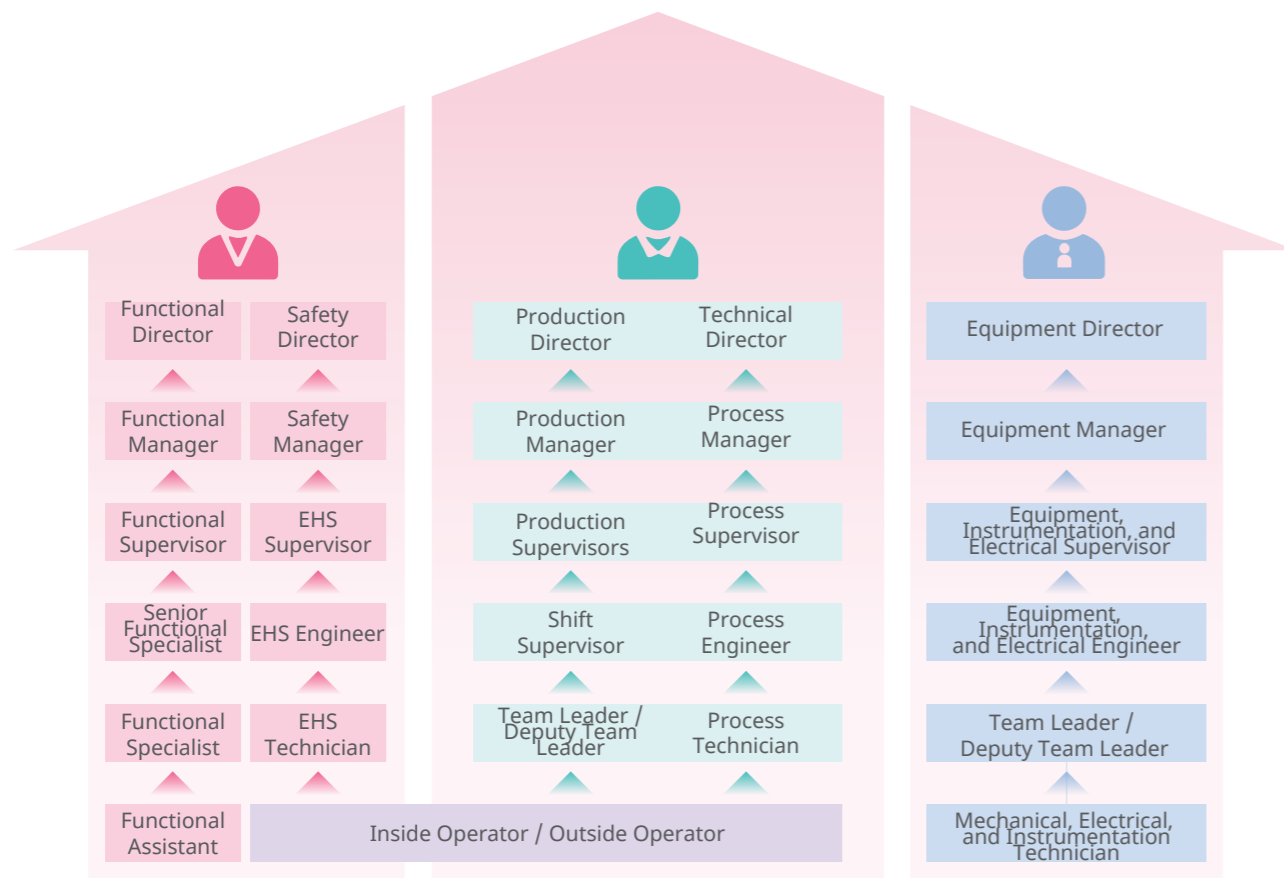 Functional
Director
Safety
Director
Production
Director
Technical
Director
Equipment Director
Functional
Manager
Safety
Manager
Production
Manager
Process
Manager
Equipment Manager
Functional
Supervisor
EHS
Supervisor
Production
Supervisors
Process
Supervisor
Equipment,
Instrumentation, and
Electrical Supervisor
Senior
Functional
Specialist
EHS Engineer
Shift
Supervisor
Process
Engineer
Equipment,
Instrumentation,
and Electrical Engineer
Functional
Specialist
EHS
Technician
Team Leader /
Deputy Team
Leader
Process
Technician
Team Leader /
Deputy Team Leader
Functional
Assistant
Inside Operator / Outside Operator
Mechanical, Electrical,
and Instrumentation
Technician